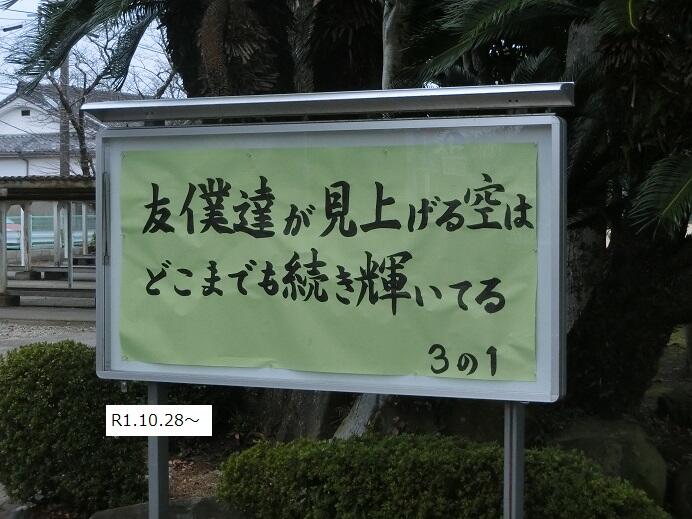 友僕達が見上げる空は
どこまでも続き輝いてる
3の1
R1.10.28～